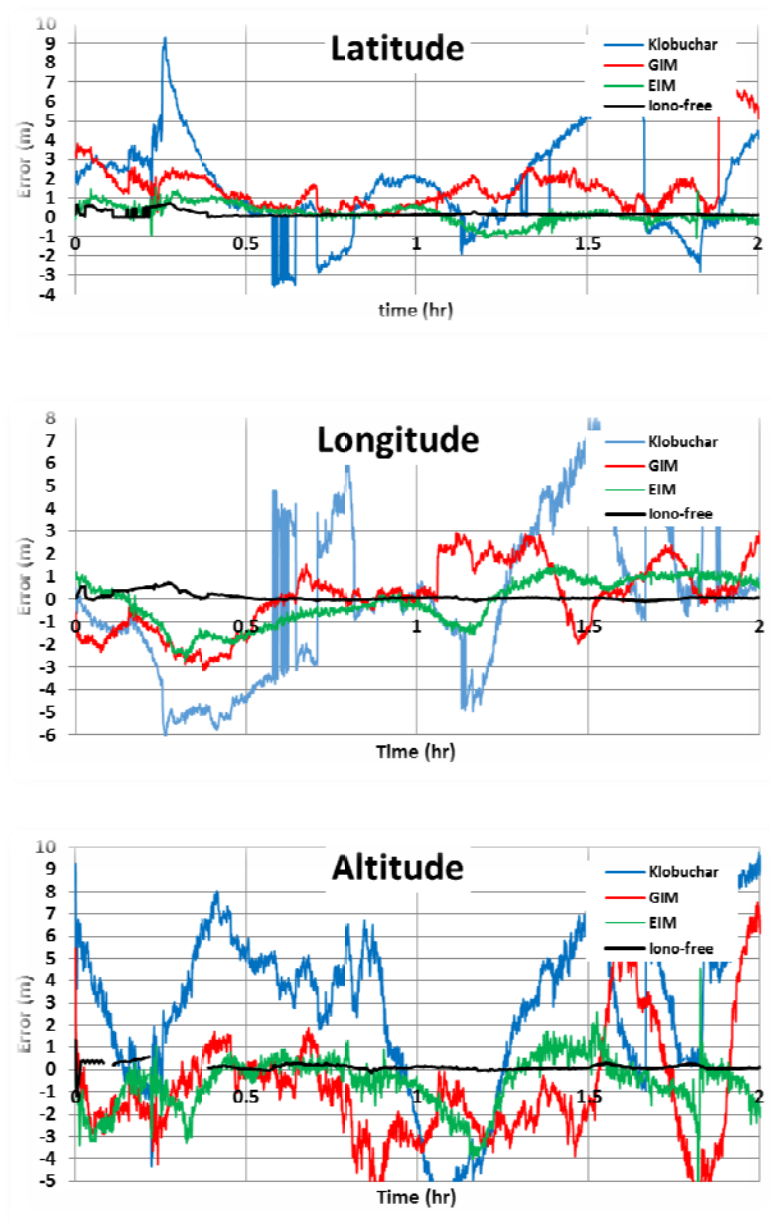 Latitude
Klobuchar
GIM
EIM
Iono-free
Error (m)
10
9
8
7
6
5
4
3
2
1
0
-1
-2
-3
-4
0
0.5
1
1.5
2
time (hr)
Longitude
Klobuchar
GIM
EIM
Iono-free
Error (m)
8
7
6
5
4
3
2
1
0
-1
-2
-3
-4
-5
-6
0
0.5
1
1.5
2
Time (hr)
Altitude
Klobuchar
GIM
EIM
Iono-free
Error (m)
10
9
8
7
6
5
4
3
2
1
0
-1
-2
-3
-4
-5
0
0.5
1
1.5
2
Time (hr)